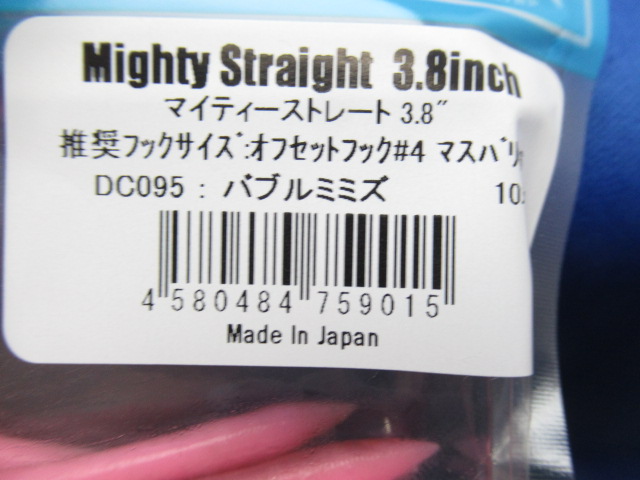 Mighty Straight 3.8inch
マイティーストレート 3.8"
推奨フックサイズ:オフセットフック#4 マスバリ
DC095 : バブルミミズ 10
4 580484 759015
Made In Japan